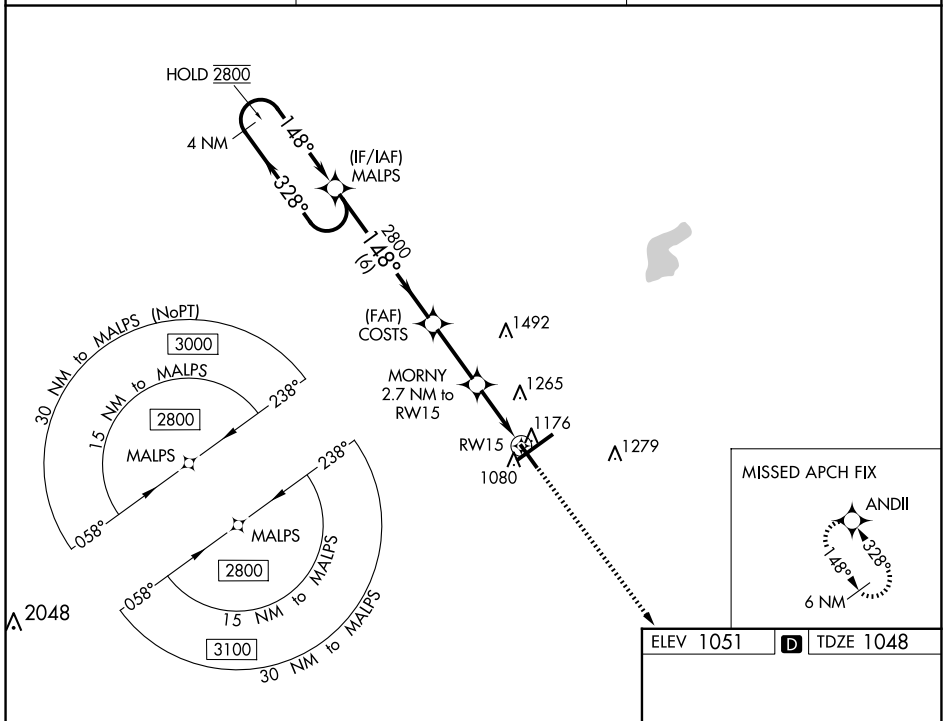 HOLD 2800
4 NM
148°
328°
(IF/IAF)
MALPS
2800
148°
(6)
(FAF)
COSTS
1492
MORNY
2.7 NM to
RW15
1265
RW15
1176
1080
1279
30 NM to MALPS (NoPT)
3000
15 NM to MALPS
2800
MALPS
238°
058°
238°
MALPS
058°
2800
15 NM to MALPS
3100
30 NM to MALPS
2048
MISSED APCH FIX
ANDII
148°
328°
6 NM
ELEV 1051
D
TDZE 1048